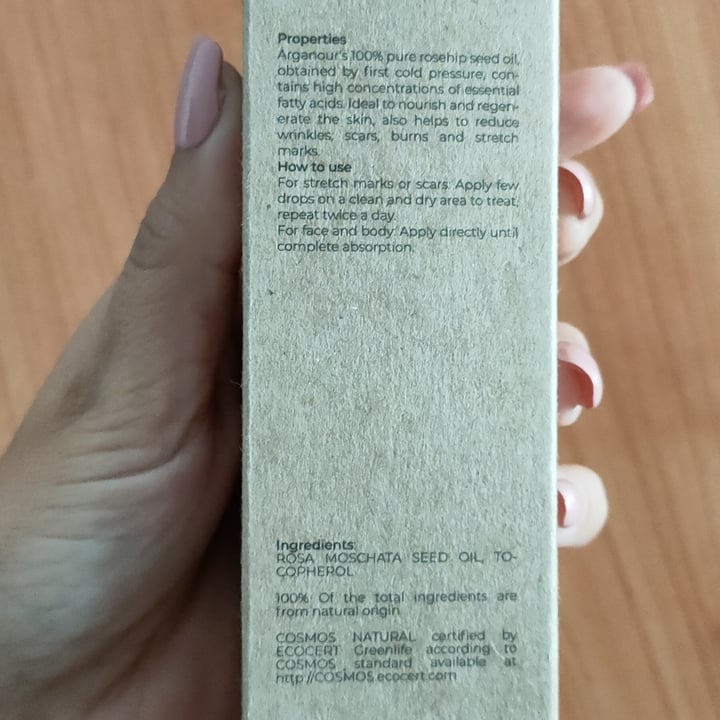 Properties
Arganour's 100% pure rosehip seed oil,
obtained by first cold pressure, con-
tains high concentrations of essential
fatty acids. Ideal to nourish and regen-
erate the skin, also helps to reduce
wrinkles, scars, burns and stretch
marks.
How to use
For stretch marks or scars: Apply few
drops on a clean and dry area to treat,
repeat twice a day.
For face and body: Apply directly until
complete absorption.
Ingredients:
ROSA MOSCHATA SEED OIL, TO-
COPHEROL
100% Of the total ingredients are
from natural origin
COSMOS NATURAL certified by
ECOCERT Greenlife according to
COSMOS standard available at
http://COSMOS.ecocert.com